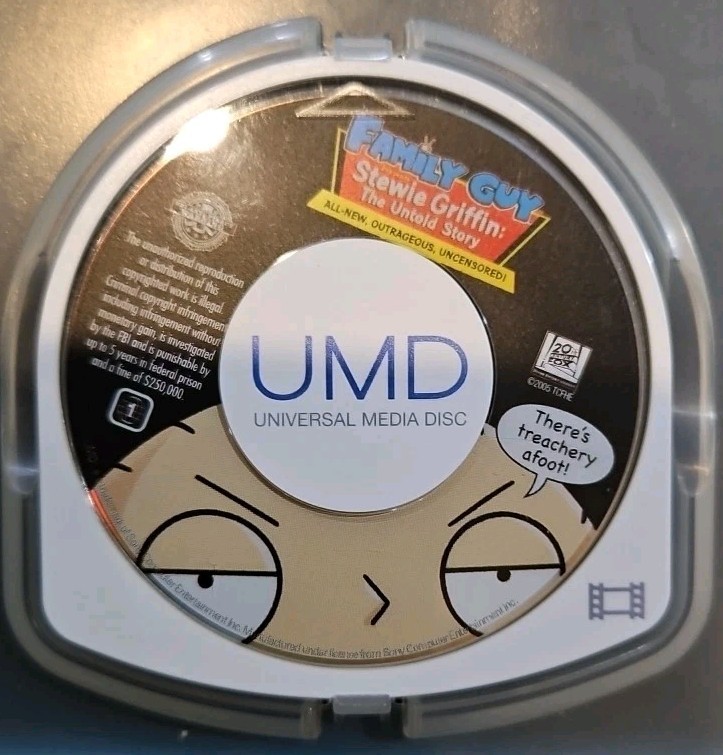 FAMILY GUY
Stewie Griffin:
The Untold Story
ALL-NEW, OUTRAGEOUS, UNCENSORED!
The unauthorized reproduction
or distribution of this
copyrighted work is illegal.
Criminal copyright infringement,
including infringement without
monetary gain, is investigated
by the FBI and is punishable by
up to 5 years in federal prison
and a fine of $250,000.
1
UMD
UNIVERSAL MEDIA DISC
20th
CENTURY
FOX
©2005 TCFHE
There's
treachery
afoot!
Computer Entertainment Inc. Manufactured under license from Sony Computer Entertainment Inc.